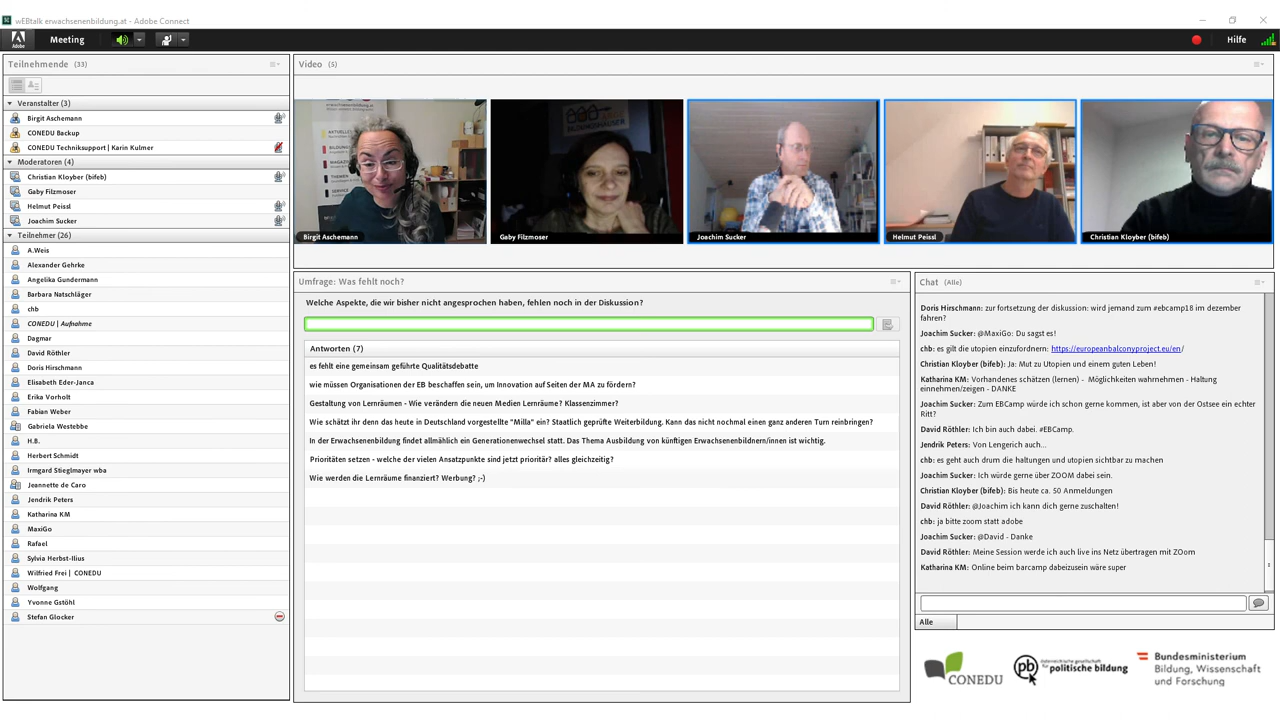 wEBtalk erwachsenenbildung.at - Adobe Connect
Adobe
Meeting
Hilfe
Teilnehmende (33)
Veranstalter (3)
Birgit Aschemann
CONEDU Backup
CONEDU Techniksupport | Karin Kulmer
Moderatoren (4)
Christian Kloyber (bifeb)
Gaby Filzmoser
Helmut Peissl
Joachim Sucker
Teilnehmer (26)
A.Weis
Alexander Gehrke
Angelika Gundermann
Barbara Natschläger
chb
CONEDU | Aufnahme
Dagmar
David Röthler
Doris Hirschmann
Elisabeth Eder-Janca
Erika Vorholt
Fabian Weber
Gabriela Westebbe
H.B.
Herbert Schmidt
Irmgard Stieglmayer wba
Jeannette de Caro
Jendrik Peters
Katharina KM
MaxiGo
Rafael
Sylvia Herbst-Ilius
Wilfried Frei | CONEDU
Wolfgang
Yvonne Gstöhl
Stefan Glocker
Video (5)
erwachsenenbildung.at
AKTUELLES
BILDUNG
MAGAZIN
THEMEN
SERVICE
Birgit Aschemann
Gaby Filzmoser
Joachim Sucker
Helmut Peissl
Christian Kloyber (bifeb)
Umfrage: Was fehlt noch?
Welche Aspekte, die wir bisher nicht angesprochen haben, fehlen noch in der Diskussion?
Antworten (7)
es fehlt eine gemeinsam geführte Qualitätsdebatte
wie müssen Organisationen der EB beschaffen sein, um Innovation auf Seiten der MA zu fördern?
Gestaltung von Lernräumen - Wie verändern die neuen Medien Lernräume? Klassenzimmer?
Wie schätzt ihr denn das heute in Deutschland vorgestellte "Milla" ein? Staatlich geprüfte Weiterbildung. Kann das nicht nochmal einen ganz anderen Turn reinbringen?
In der Erwachsenenbildung findet allmählich ein Generationenwechsel statt. Das Thema Ausbildung von künftigen Erwachsenenbildnern/innen ist wichtig.
Prioritäten setzen - welche der vielen Ansatzpunkte sind jetzt prioritär? alles gleichzeitig?
Wie werden die Lernräume finanziert? Werbung? ;-)
Chat (Alle)
Doris Hirschmann: zur fortsetzung der diskussion: wird jemand zum #ebcamp18 im dezember
fahren?
Joachim Sucker: @MaxiGo: Du sagst es!
chb: es gilt die utopien einzufordern: https://europeanbalconyproject.eu/en/
Christian Kloyber (bifeb): Ja: Mut zu Utopien und einem guten Leben!
Katharina KM: Vorhandenes schätzen (lernen) - Möglichkeiten wahrnehmen - Haltung
einnehmen/zeigen - DANKE
Joachim Sucker: Zum EBCamp würde ich schon gerne kommen, ist aber von der Ostsee ein echter
Ritt?
David Röthler: Ich bin auch dabei. #EBCamp.
Jendrik Peters: Von Lengerich auch...
chb: es geht auch drum die haltungen und utopien sichtbar zu machen
Joachim Sucker: Ich würde gerne über ZOOM dabei sein.
Christian Kloyber (bifeb): Bis heute ca. 50 Anmeldungen
David Röthler: @Joachim ich kann dich gerne zuschalten!
chb: ja bitte zoom statt adobe
Joachim Sucker: @David - Danke
David Röthler: Meine Session werde ich auch live ins Netz übertragen mit ZOom
Katharina KM: Online beim barcamp dabeizusein wäre super
Alle
CONEDU
pb
österreichische gesellschaft
für politische bildung
Bundesministerium
Bildung, Wissenschaft
und Forschung